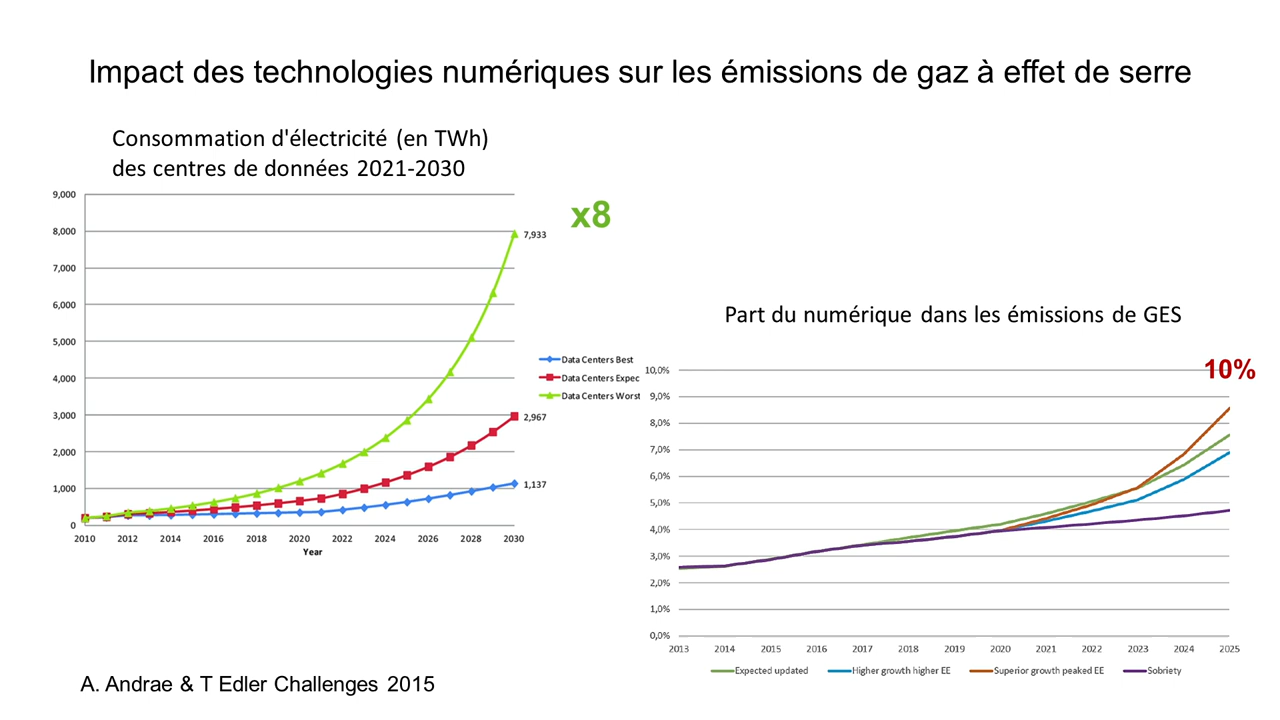 Impact des technologies numériques sur les émissions de gaz à effet de serre
Consommation d'électricité (en TWh)
des centres de données 2021-2030
9,000
8,000
7,000
6,000
5,000
4,000
3,000
2,000
1,000
0
2010 2012 2014 2016 2018 2020 2022 2024 2026 2028 2030
Year
7,933
2,967
1,137
x8
Data Centers Best
Data Centers Expec
Data Centers Worst
Part du numérique dans les émissions de GES
10%
10,0%
9,0%
8,0%
7,0%
6,0%
5,0%
4,0%
3,0%
2,0%
1,0%
0,0%
2013 2014 2015 2016 2017 2018 2019 2020 2021 2022 2023 2024 2025
Expected updated Higher growth higher EE Superior growth peaked EE Sobriety
A. Andrae & T Edler Challenges 2015